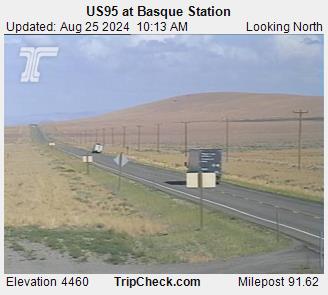 US95 at Basque Station
Updated: Aug 25 2024 10:13 AM
Looking North
Elevation 4460
TripCheck.com
Milepost 91.62